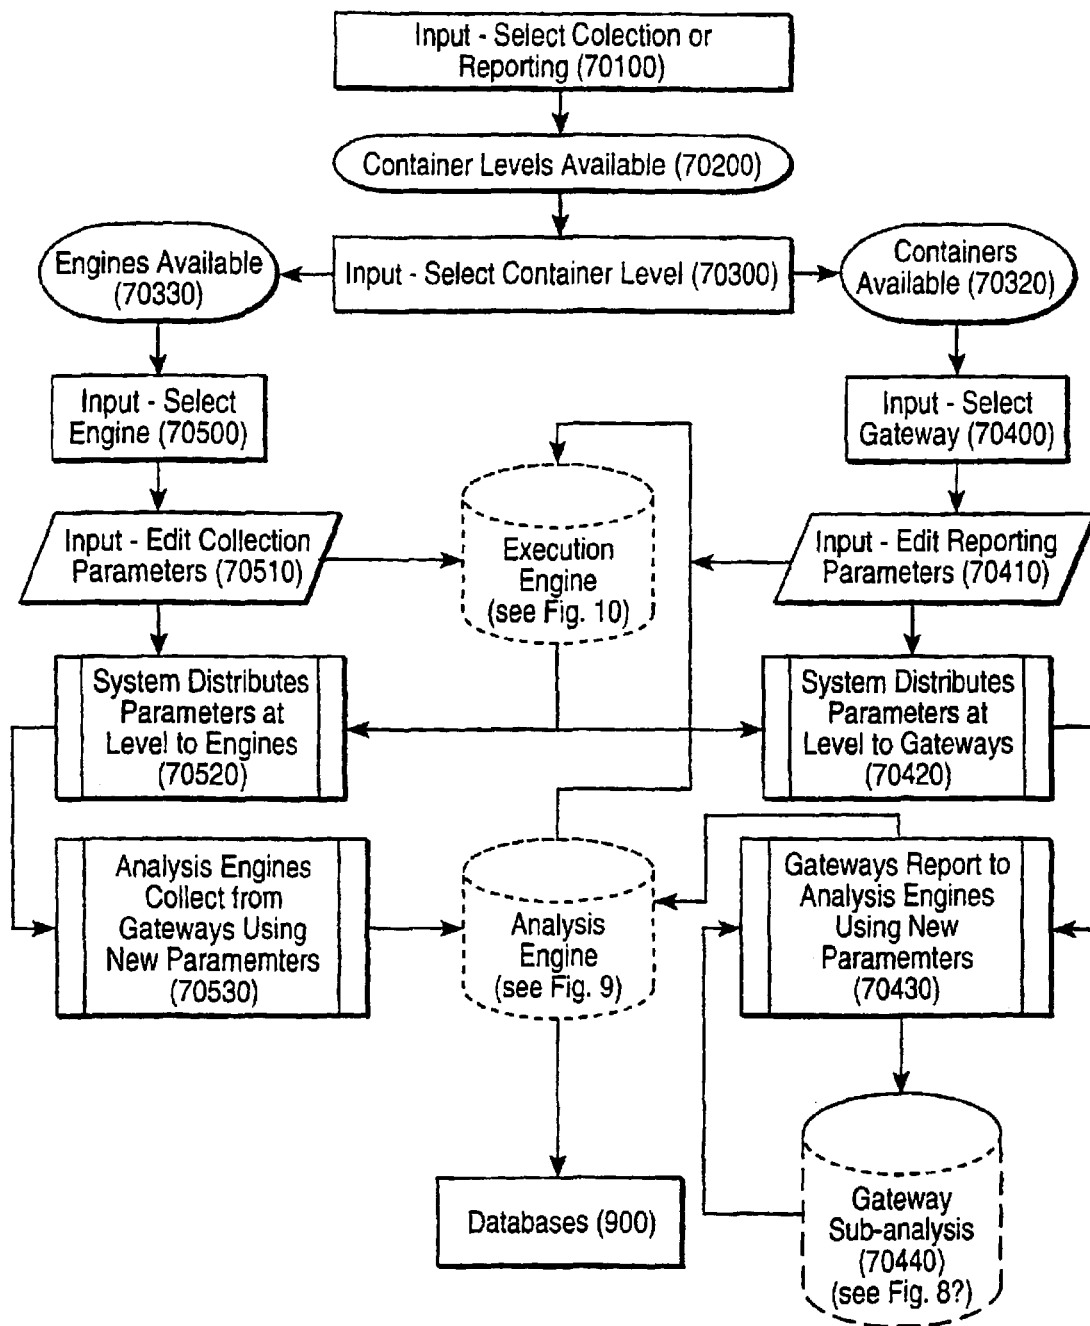 Input - Select Colection or
Reporting (70100)
Container Levels Available (70200)
Input - Select Container Level (70300)
Engines Available
(70330)
Containers
Available (70320)
Input - Select
Engine (70500)
Input - Select
Gateway (70400)
Input - Edit Collection
Parameters (70510)
Execution
Engine
(see Fig. 10)
Input - Edit Reporting
Parameters (70410)
System Distributes
Parameters at
Level to Engines
(70520)
System Distributes
Parameters at
Level to Gateways
(70420)
Analysis Engines
Collect from
Gateways Using
New Paramemters
(70530)
Analysis
Engine
(see Fig. 9)
Gateways Report to
Analysis Engines
Using New
Paramemters
(70430)
Databases (900)
Gateway
Sub-analysis
(70440)
(see Fig. 8?)